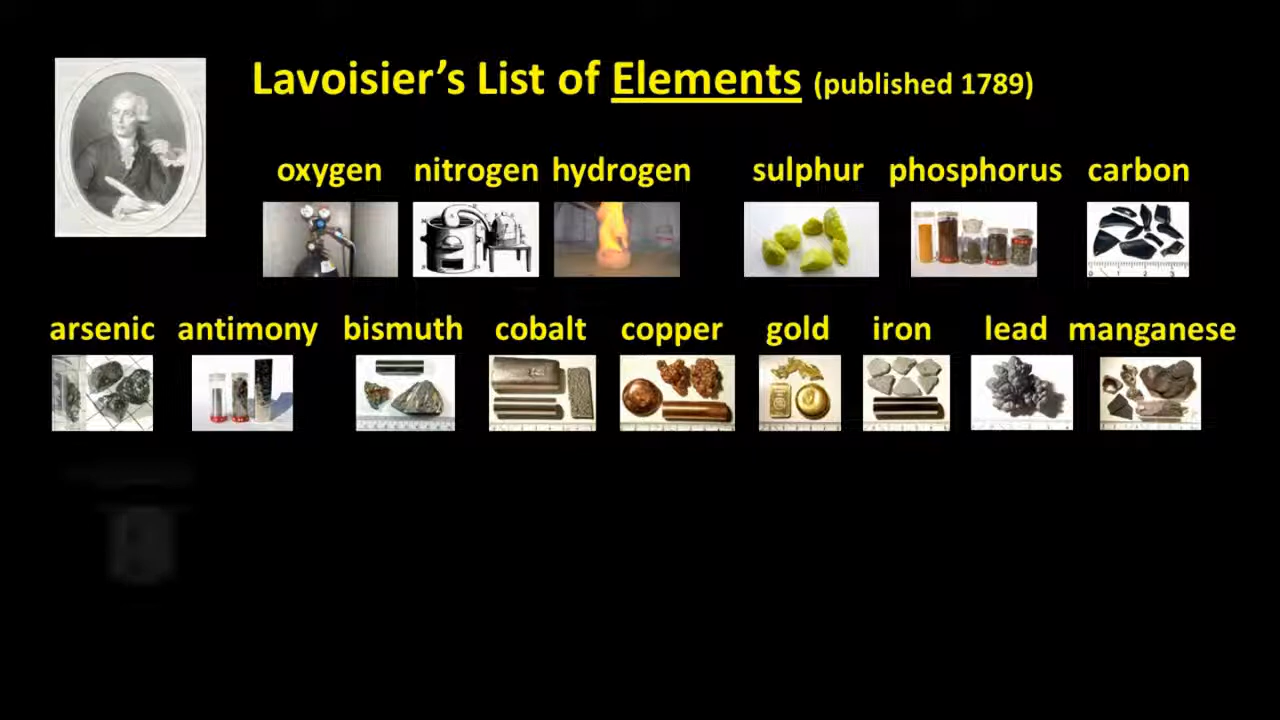 Lavoisier's List of Elements (published 1789)
oxygen nitrogen hydrogen sulphur phosphorus carbon
arsenic antimony bismuth cobalt copper gold iron lead manganese